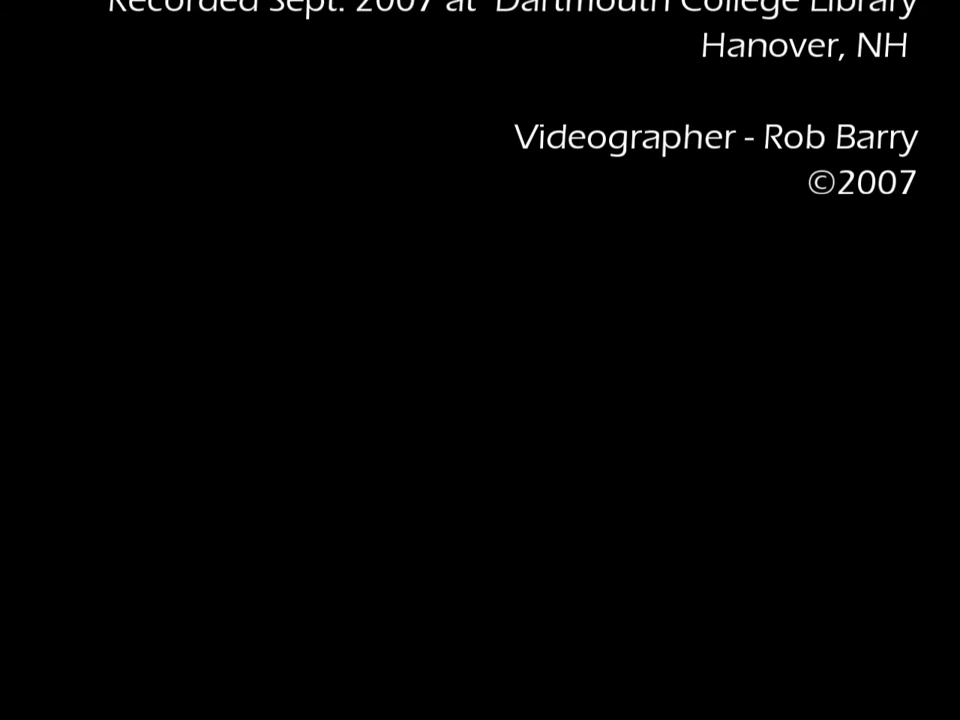 Recorded Sept. 2007 at Dartmouth College Library
Hanover, NH
Videographer - Rob Barry
©2007